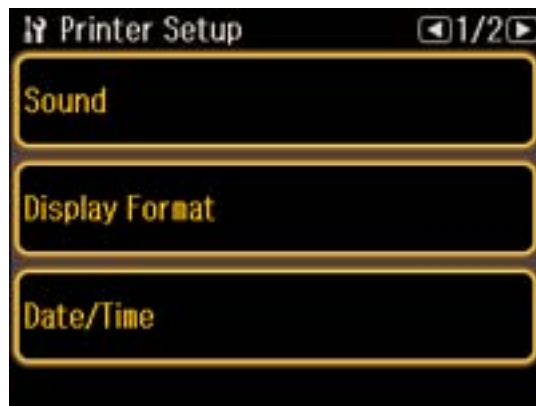 Printer Setup ◀1/2▶
Sound
Display Format
Date/Time